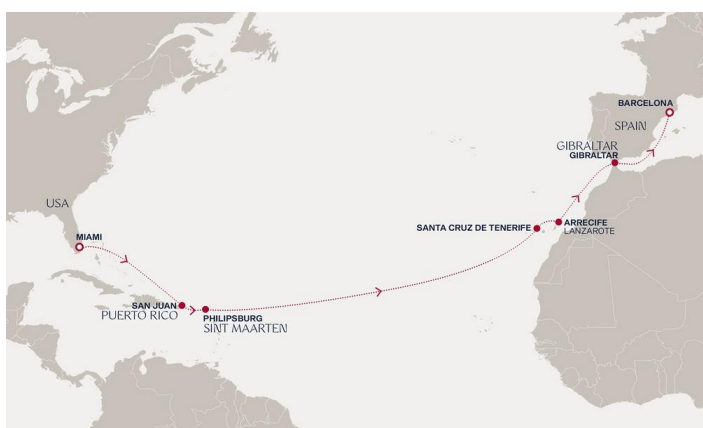 BARCELONA
SPAIN
GIBRALTAR
GIBRALTAR
USA
SANTA CRUZ DE TENERIFE
ARRECIFE
LANZAROTE
MIAMI
SAN JUAN
PUERTO RICO
PHILIPSBURG
SINT MAARTEN